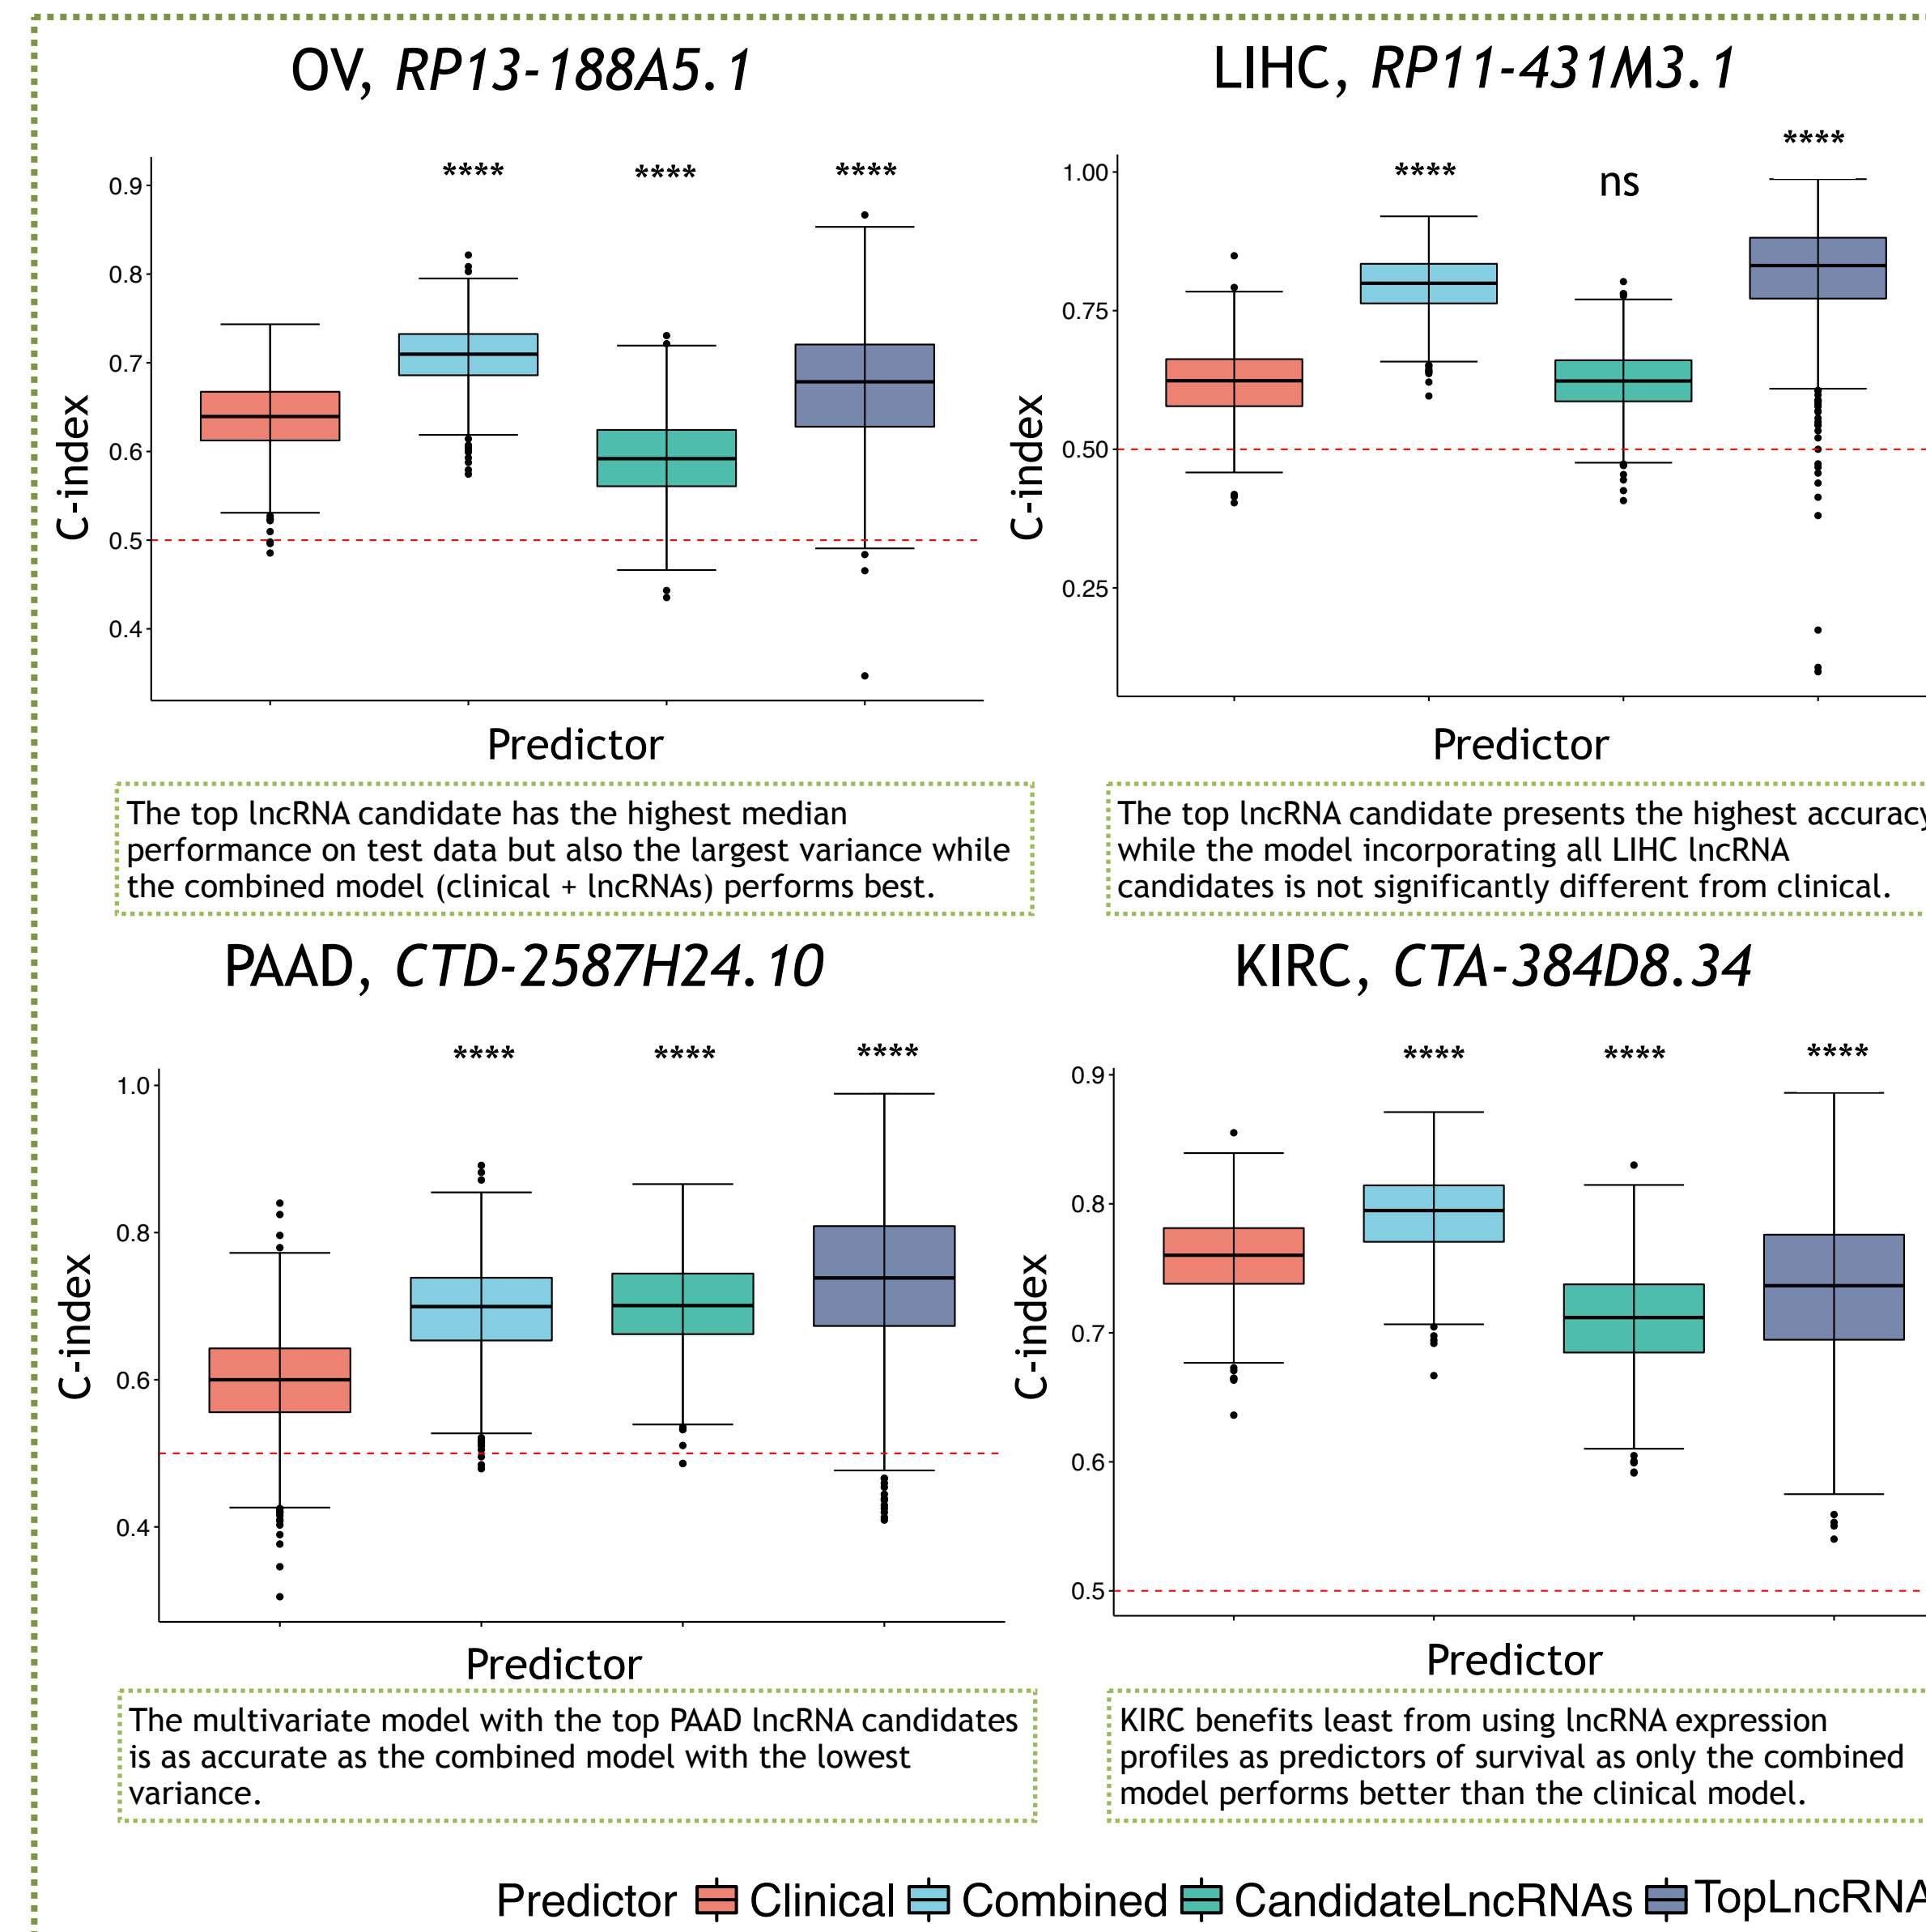 OV, RP13-188A5.1
**** **** ****
0.9
0.8
0.7
0.6
0.5
0.4
C-index
Predictor
The top lncRNA candidate has the highest median
performance on test data but also the largest variance while
the combined model (clinical + lncRNAs) performs best.
LIHC, RP11-431M3.1
**** ns ****
1.00
0.75
0.50
0.25
C-index
Predictor
The top lncRNA candidate presents the highest accuracy
while the model incorporating all LIHC lncRNA
candidates is not significantly different from clinical.
PAAD, CTD-2587H24.10
**** **** ****
1.0
0.8
0.6
0.4
C-index
Predictor
The multivariate model with the top PAAD lncRNA candidates
is as accurate as the combined model with the lowest
variance.
KIRC, CTA-384D8.34
**** **** ****
0.9
0.8
0.7
0.6
0.5
C-index
Predictor
KIRC benefits least from using lncRNA expression
profiles as predictors of survival as only the combined
model performs better than the clinical model.
Predictor Clinical Combined CandidateLncRNAs TopLncRNA